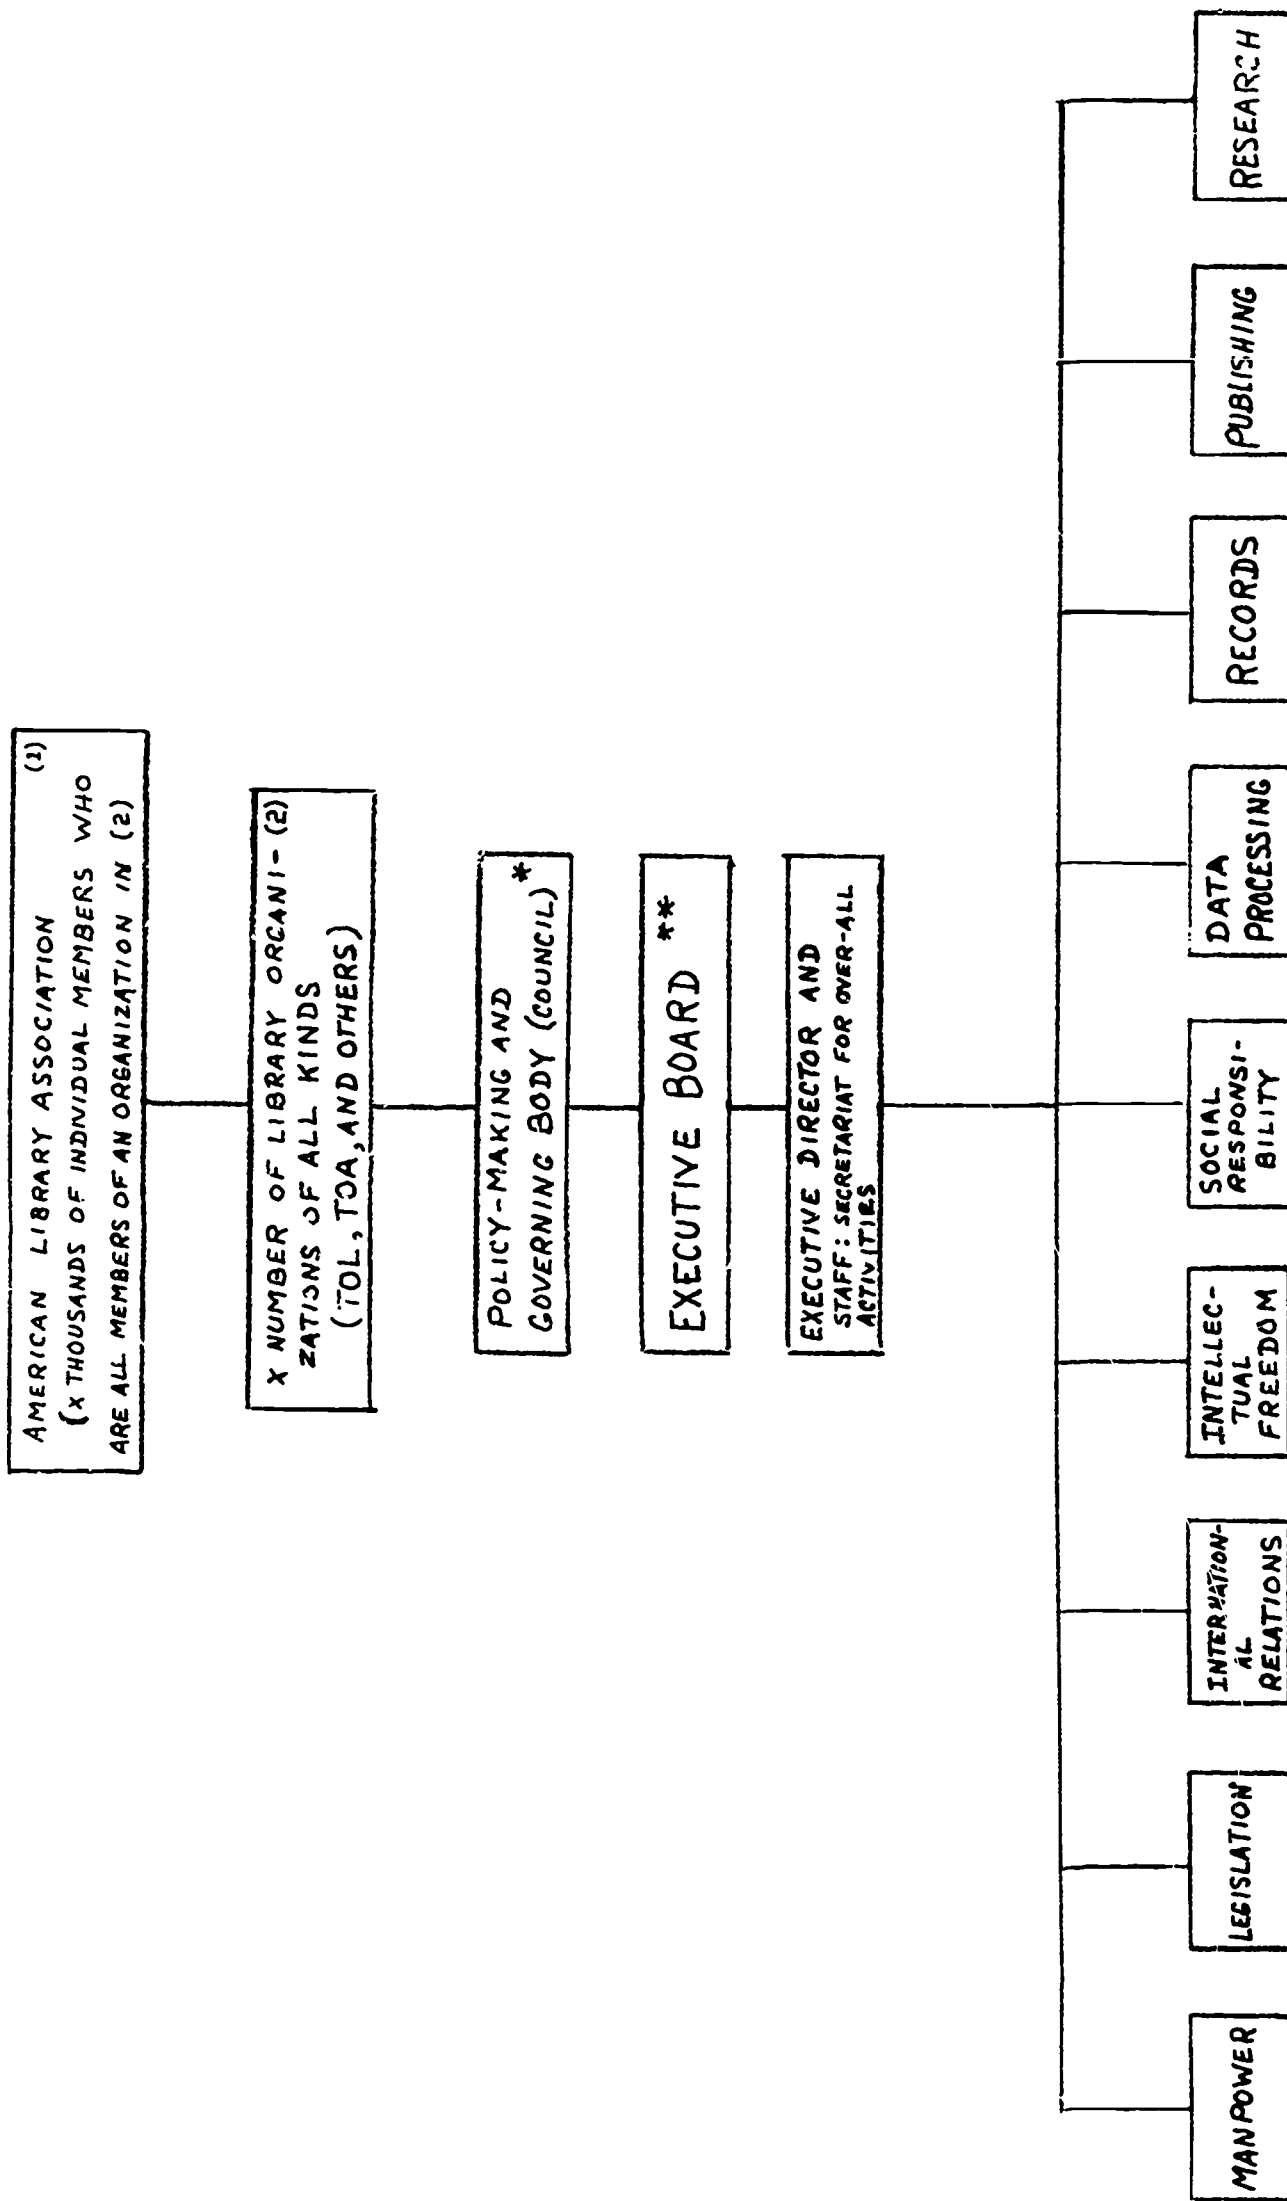 AMERICAN LIBRARY ASSOCIATION (1)
(X THOUSANDS OF INDIVIDUAL MEMBERS WHO
ARE ALL MEMBERS OF AN ORGANIZATION IN (2)
X NUMBER OF LIBRARY ORGANI- (2)
ZATIONS OF ALL KINDS
(TOL, TOA, AND OTHERS)
POLICY-MAKING AND
GOVERNING BODY (COUNCIL) *
EXECUTIVE BOARD **
EXECUTIVE DIRECTOR AND
STAFF: SECRETARIAT FOR OVER-ALL
ACTIVITIES
MANPOWER
LEGISLATION
INTERNATION-
AL
RELATIONS
INTELLEC-
TUAL
FREEDOM
SOCIAL
RESPONSI-
BILITY
DATA
PROCESSING
RECORDS
PUBLISHING
RESEARCH